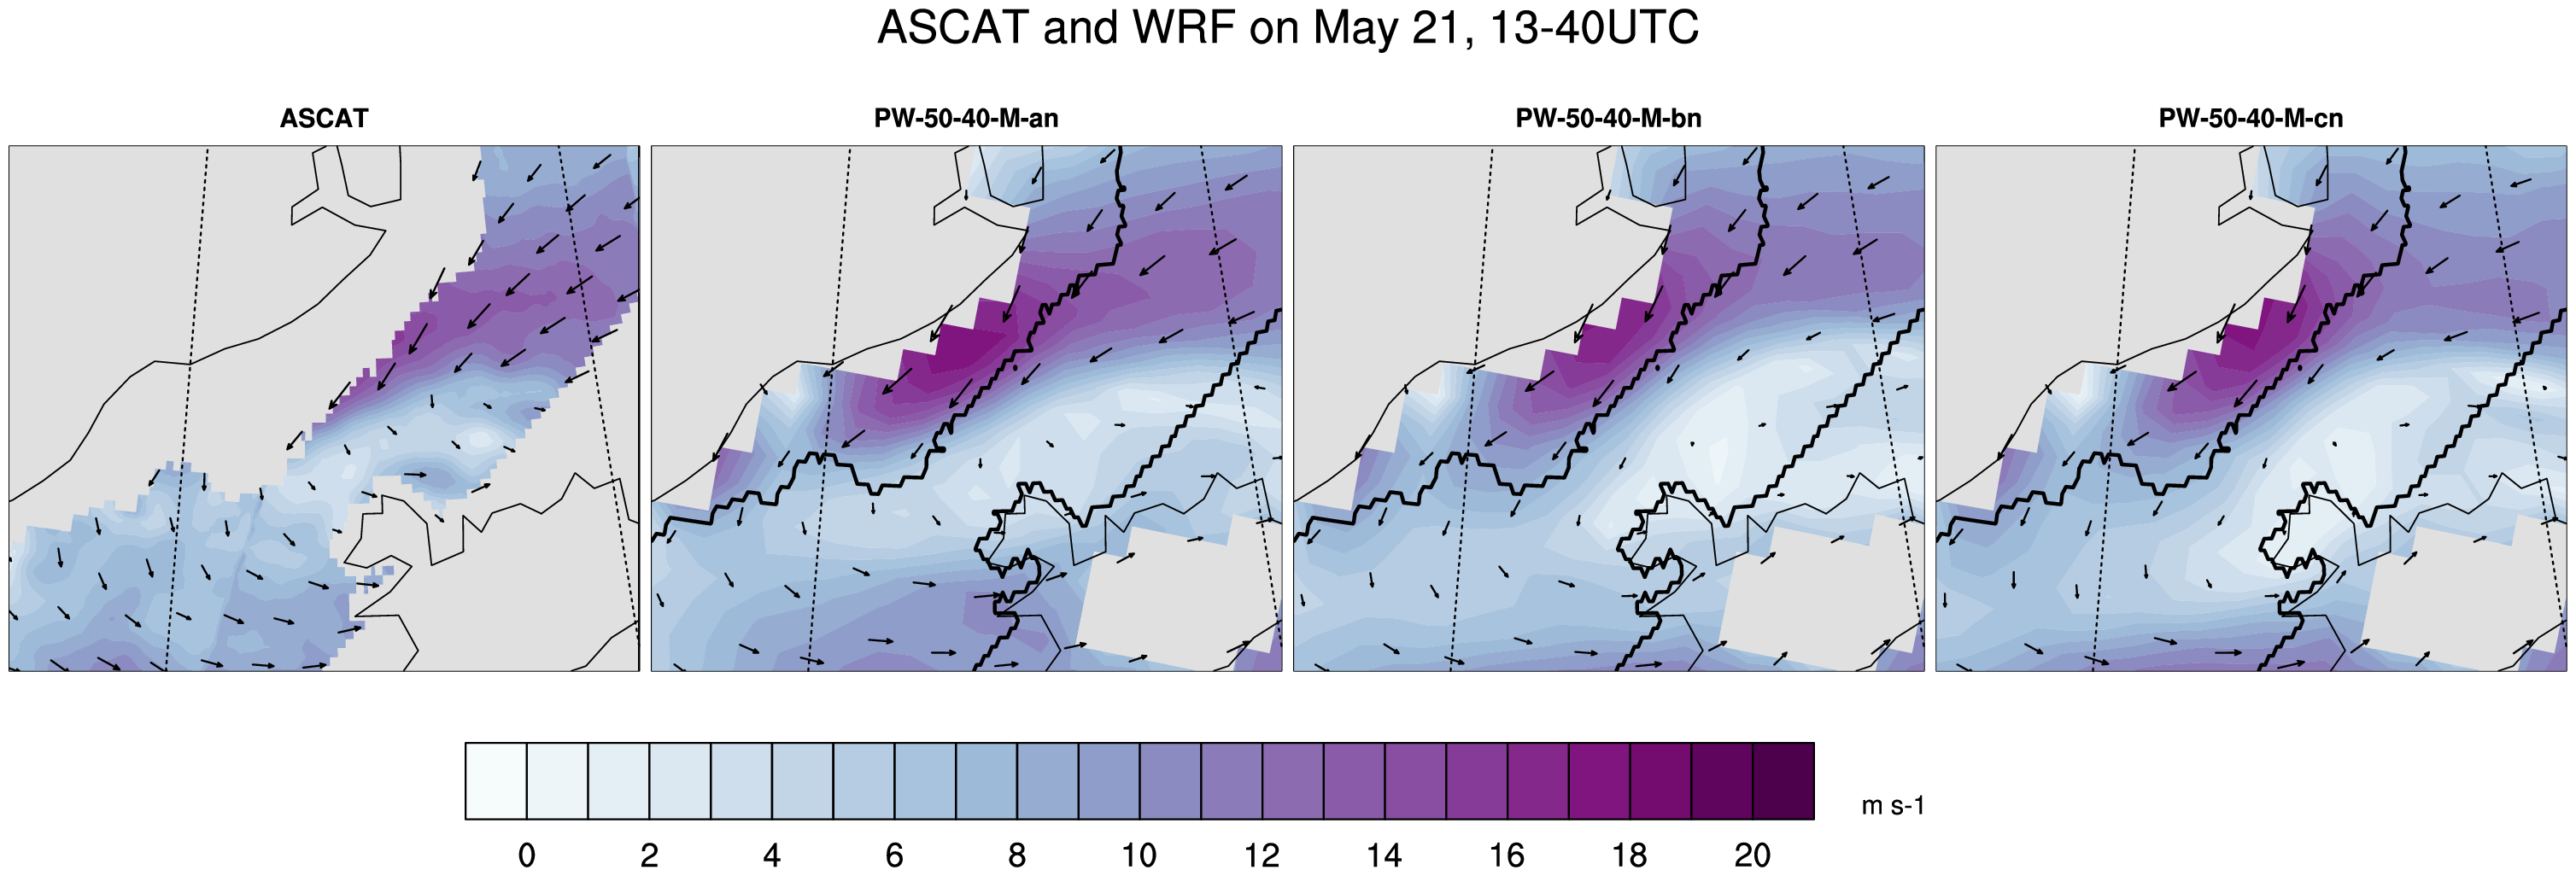 ASCAT and WRF on May 21, 13-40UTC
ASCAT
PW-50-40-M-an
PW-50-40-M-bn
PW-50-40-M-cn
m s-1
0 2 4 6 8 10 12 14 16 18 20